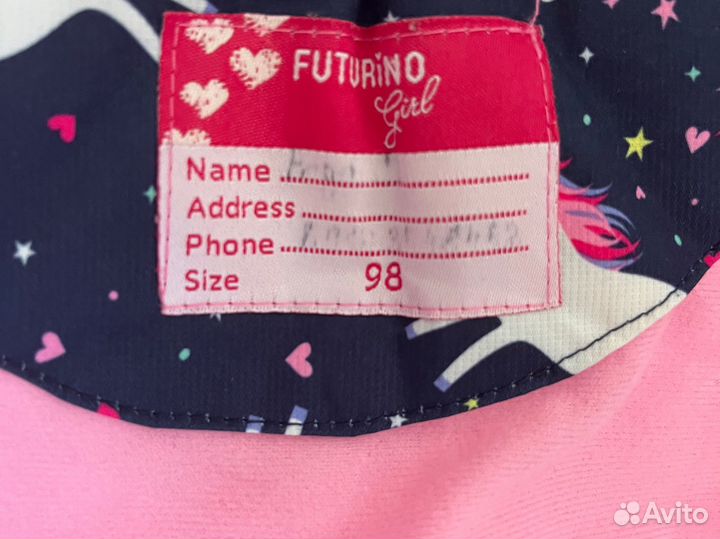 FUTURiNO
Girl
Name
Address
Phone
Size 98
Avito